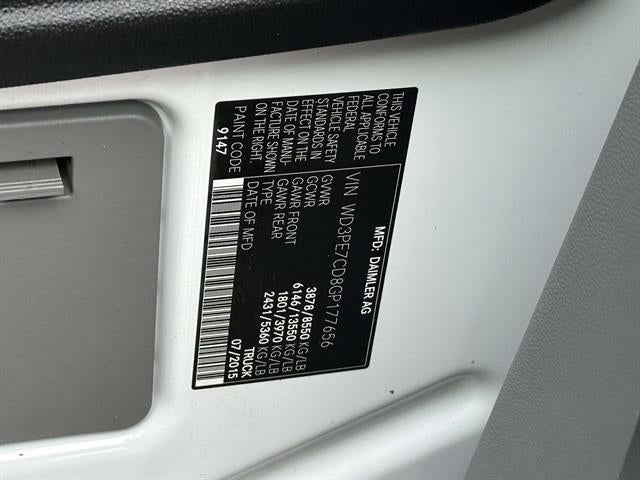 MFD: DAIMLER AG
THIS VEHICLE
CONFORMS TO
ALL APPLICABLE
FEDERAL
VEHICLE SAFETY
STANDARDS IN
EFFECT ON THE
DATE OF MANU-
FACTURE SHOWN
ON THE RIGHT.
PAINT CODE
9147
VIN WD3PE7CD8GP177656
GVWR 3878/8550 KG/LB
GCWR 6146/13550 KG/LB
GAWR FRONT 1801/3970 KG/LB
GAWR REAR 2431/5360 KG/LB
TYPE TRUCK
DATE OF MFD 07/2015